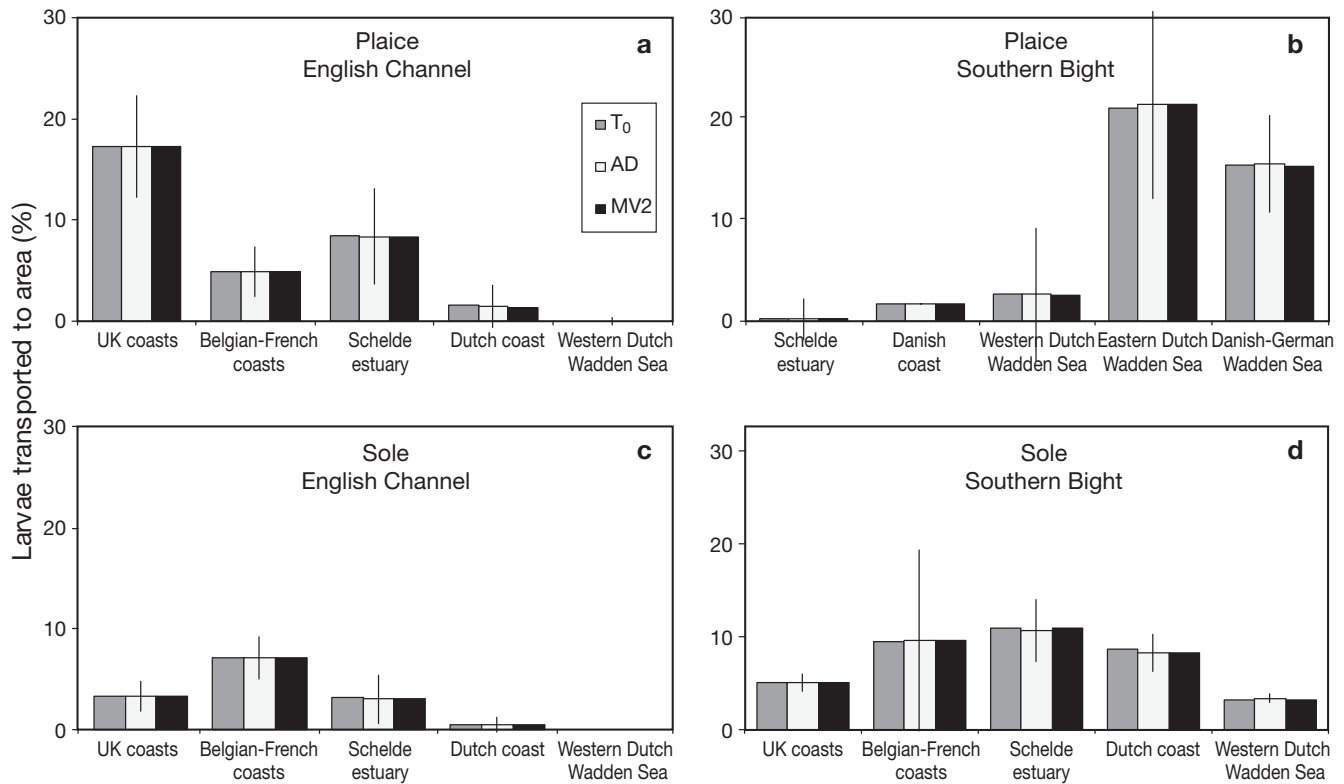 Larvae transported to area (%)
30
20
10
0
Plaice
English Channel
a
T0
AD
MV2
UK coasts
Belgian-French
coasts
Schelde
estuary
Dutch coast
Western Dutch
Wadden Sea
30
20
10
0
Plaice
Southern Bight
b
Schelde
estuary
Danish
coast
Western Dutch
Wadden Sea
Eastern Dutch
Wadden Sea
Danish-German
Wadden Sea
30
20
10
0
Sole
English Channel
c
UK coasts
Belgian-French
coasts
Schelde
estuary
Dutch coast
Western Dutch
Wadden Sea
30
20
10
0
Sole
Southern Bight
d
UK coasts
Belgian-French
coasts
Schelde
estuary
Dutch coast
Western Dutch
Wadden Sea